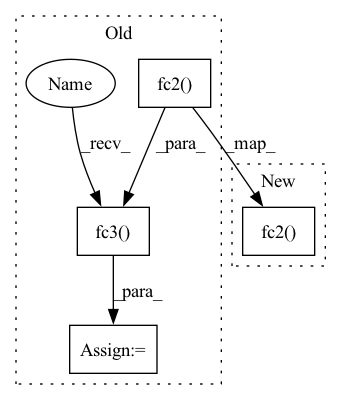 Old
Name
fc2()
_recv_
_para_
_map_
New
fc3()
fc2()
_para_
Assign:=